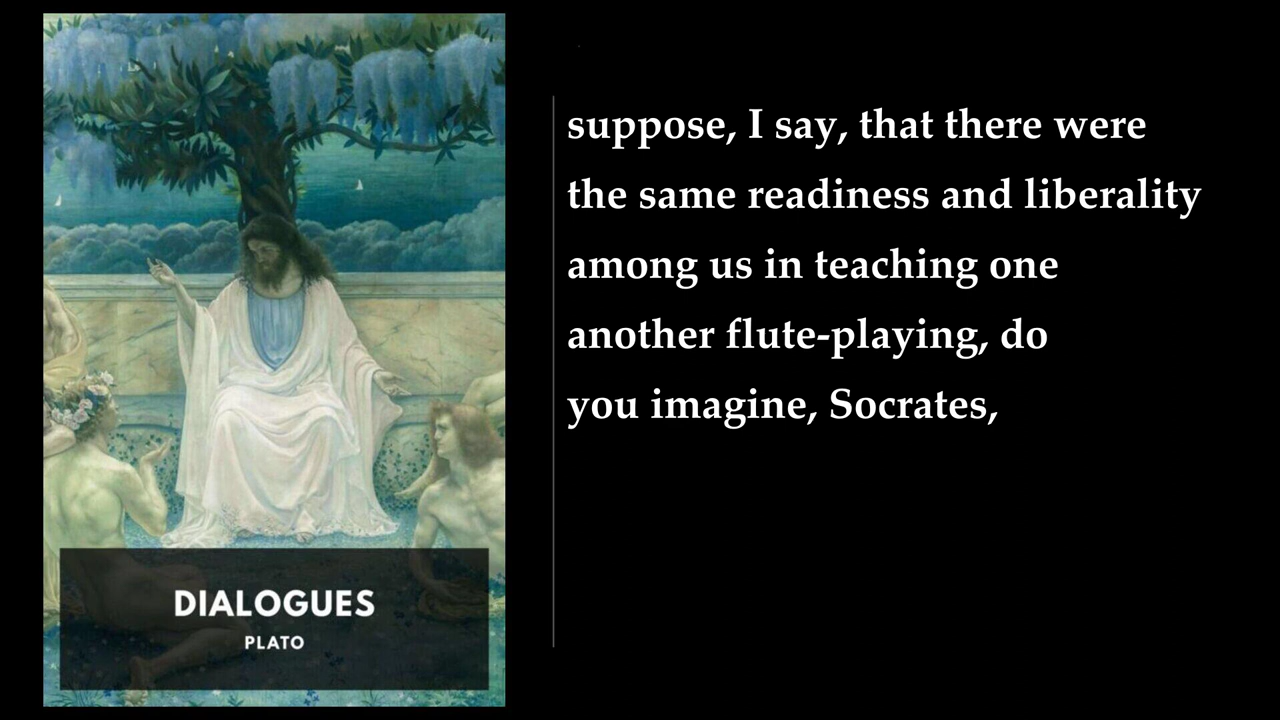 DIALOGUES
PLATO
suppose, I say, that there were
the same readiness and liberality
among us in teaching one
another flute-playing, do
you imagine, Socrates,